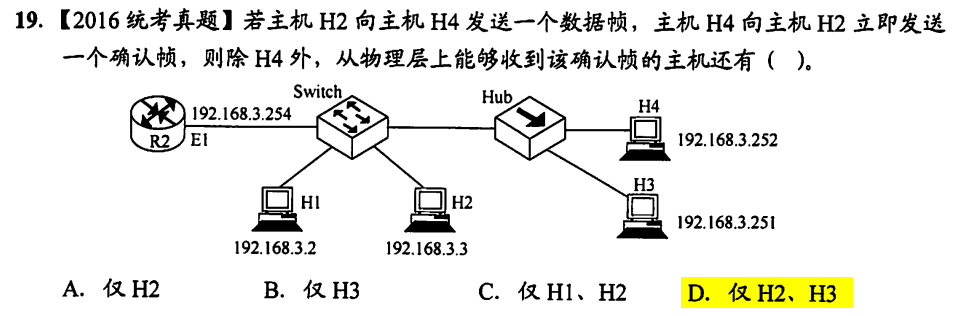 19. 【2016 统考真题】若主机 H2 向主机 H4 发送一个数据帧，主机 H4 向主机 H2 立即发送
一个确认帧，则除 H4 外，从物理层上能够收到该确认帧的主机还有（ ）。
Switch
Hub
H4
192.168.3.254
R2
E1
192.168.3.252
H3
H1
H2
192.168.3.251
192.168.3.2
192.168.3.3
A. 仅 H2
B. 仅 H3
C. 仅 H1、H2
D. 仅 H2、H3